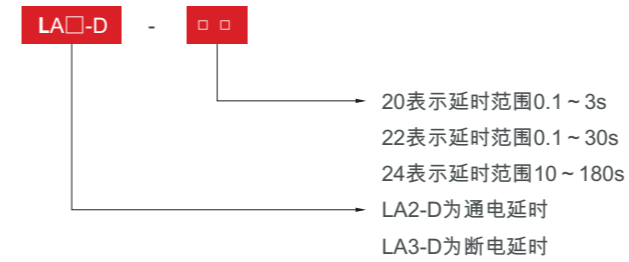 LA□-D - □ □
20表示延时范围0.1～3s
22表示延时范围0.1～30s
24表示延时范围10～180s
LA2-D为通电延时
LA3-D为断电延时